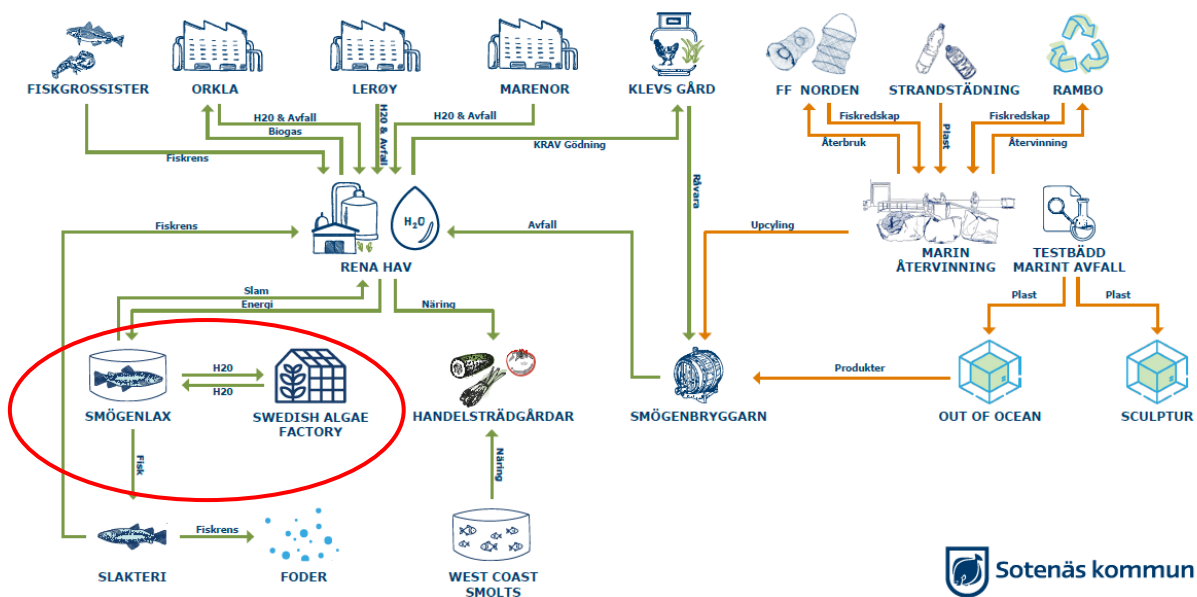 FISKGROSSISTER
ORKLA
LERØY
MARENOR
KLEVS GÅRD
FF NORDEN
STRANDSTÄDNING
RAMBO
H20 & Avfall
Biogas
H20 & Avfall
H20 & Avfall
Fiskrens
KRAV Gödning
Råvara
Fiskredskap
Återbruk
Plast
Fiskredskap
Återvinning
Fiskrens
H₂O
RENA HAV
Avfall
Upcyling
MARIN
ÅTERVINNING
TESTBÄDD
MARINT AVFALL
Slam
Energi
Näring
Plast
Plast
H20
H20
SMÖGENLAX
SWEDISH ALGAE
FACTORY
HANDELSTRÄDGÅRDAR
SMÖGENBRYGGARN
Produkter
OUT OF OCEAN
SCULPTUR
Fisk
Näring
Fiskrens
SLAKTERI
FODER
WEST COAST
SMOLTS
Sotenäs kommun